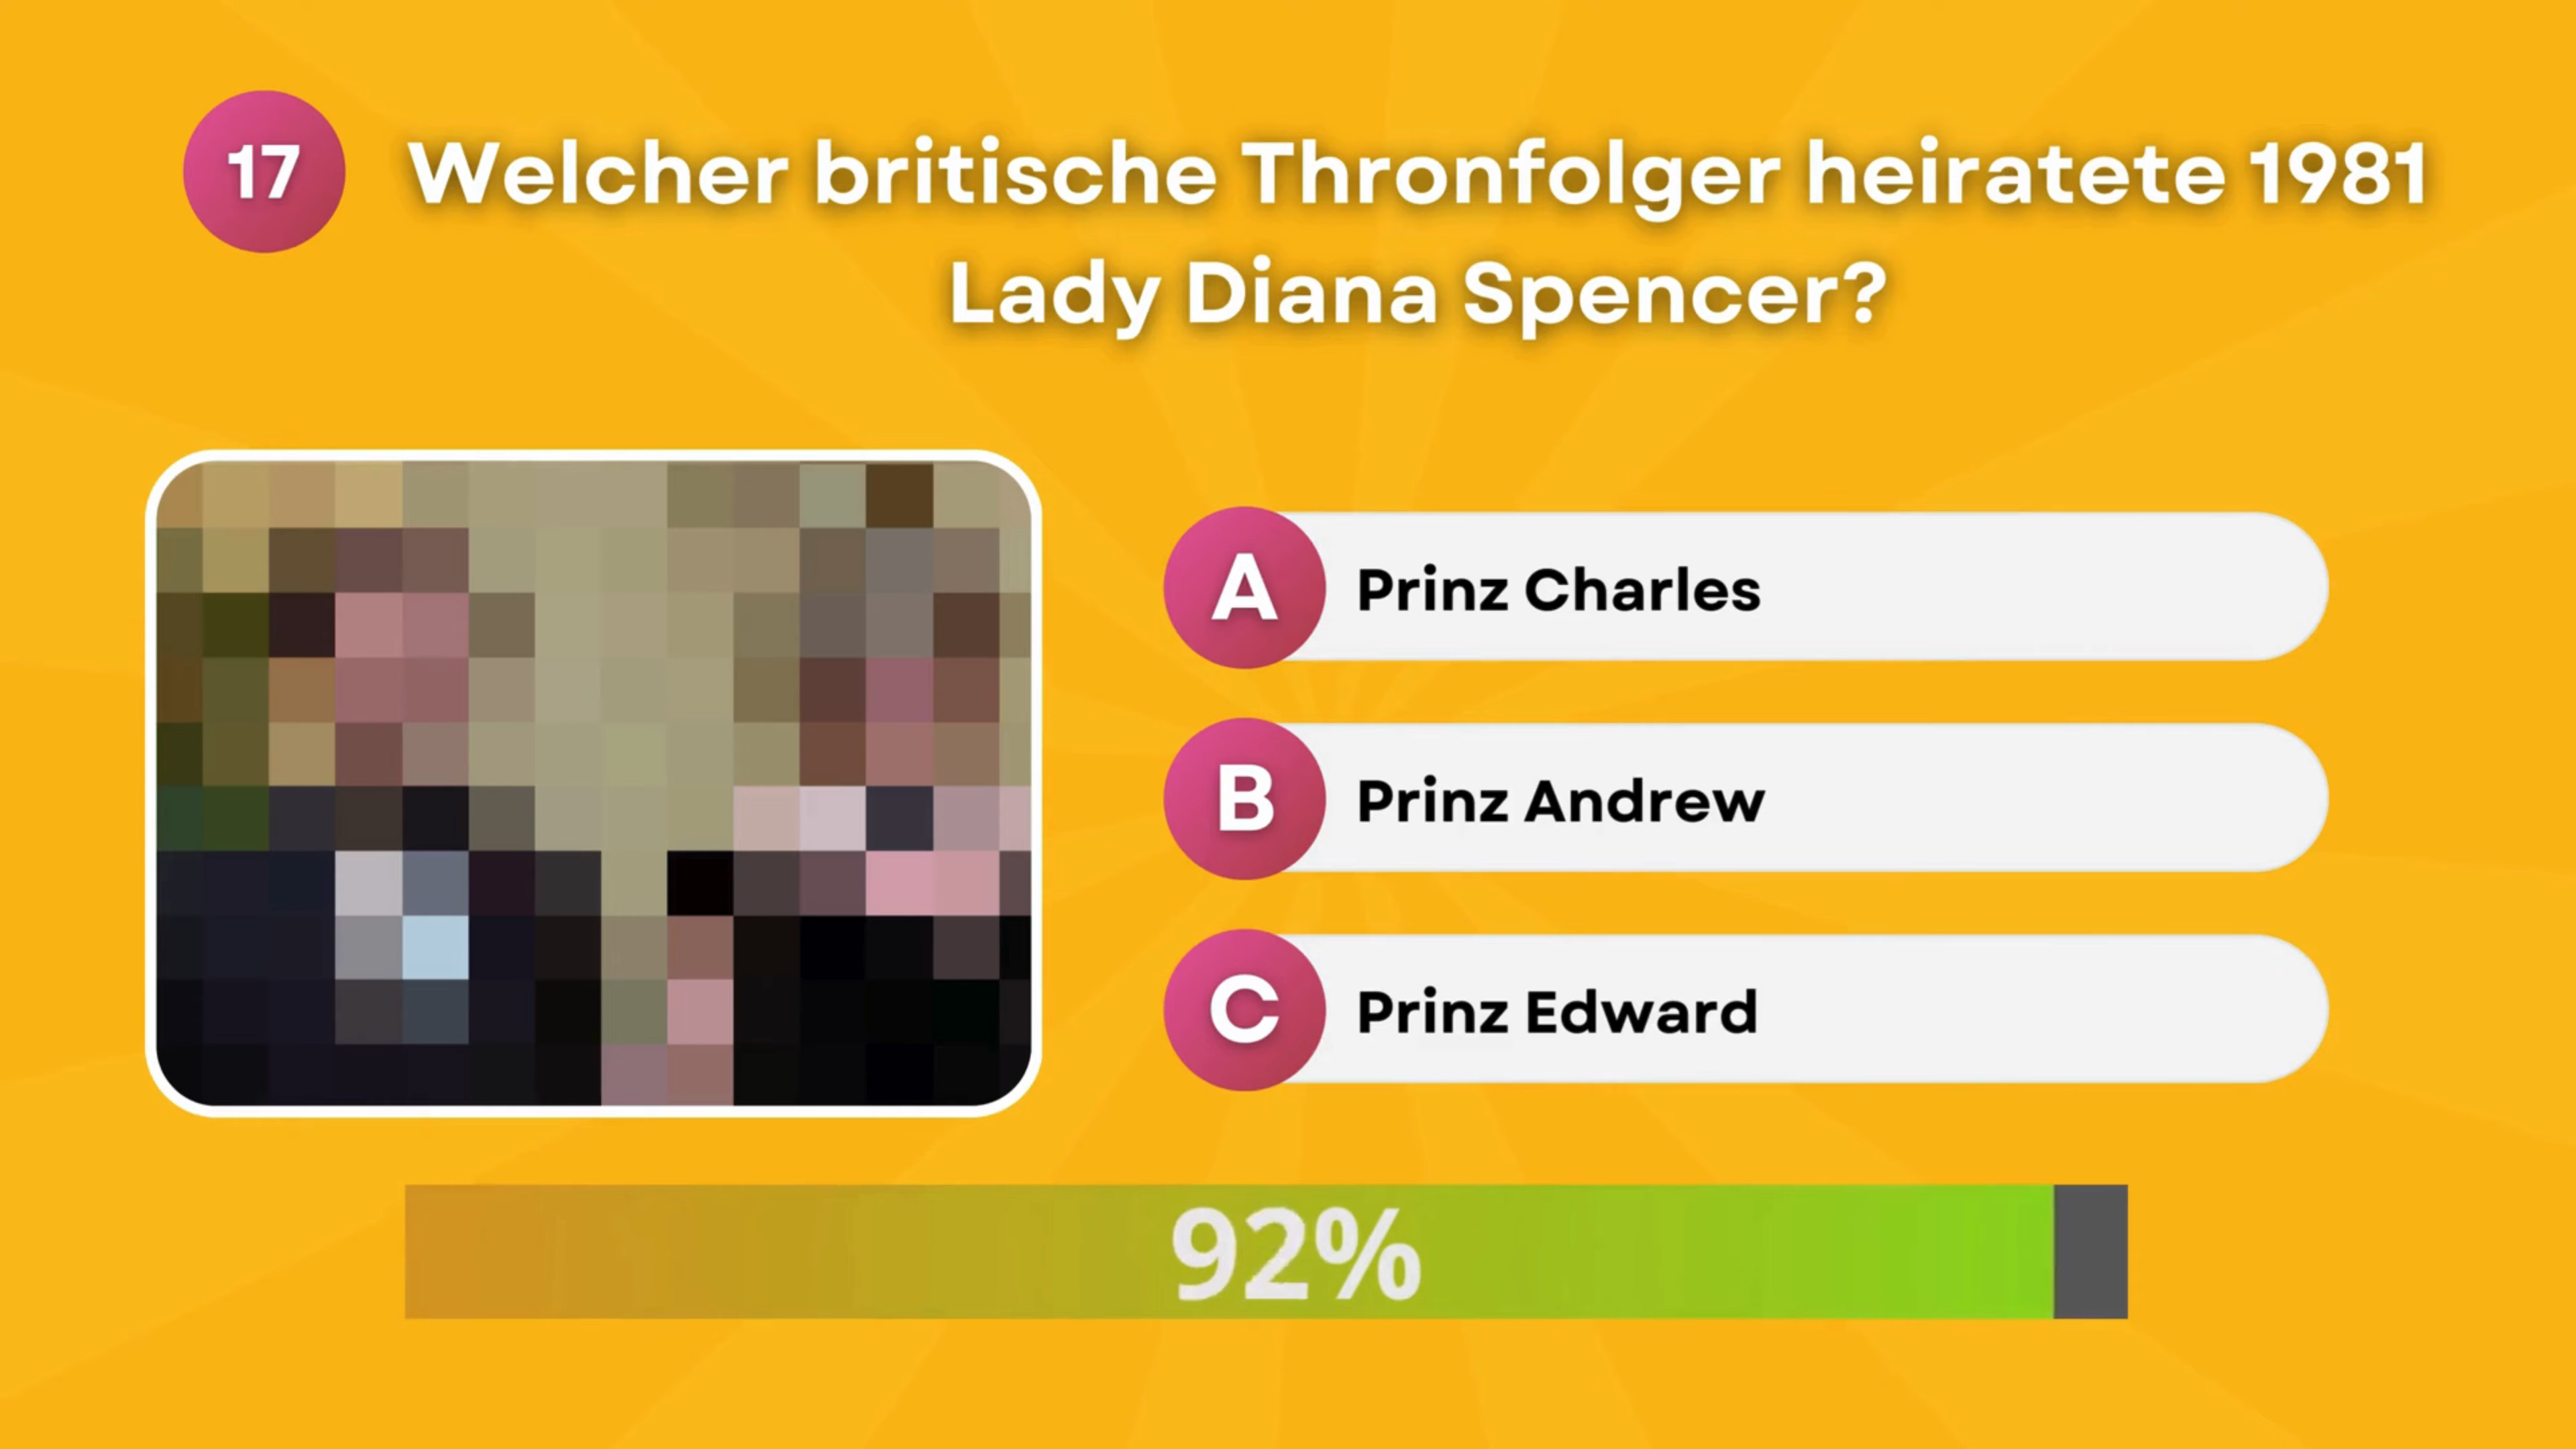 17
Welcher britische Thronfolger heiratete 1981
Lady Diana Spencer?
A Prinz Charles
B Prinz Andrew
C Prinz Edward
92%